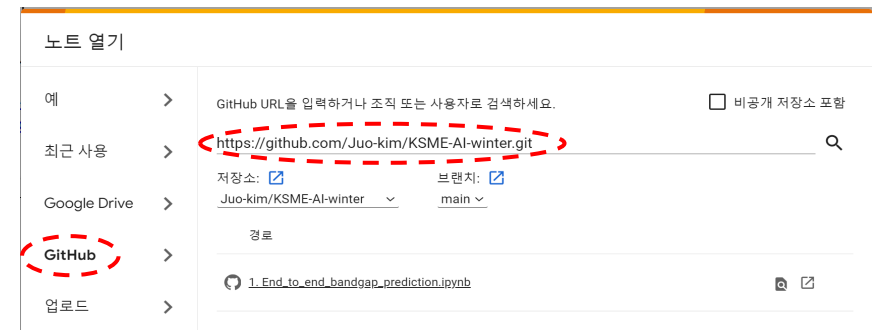 노트 열기
예
최근 사용
Google Drive
GitHub
업로드
GitHub URL을 입력하거나 조직 또는 사용자로 검색하세요.
비공개 저장소 포함
https://github.com/Juo-kim/KSME-AI-winter.git
저장소:
브랜치:
Juo-kim/KSME-AI-winter
main
경로
1. End_to_end_bandgap_prediction.ipynb